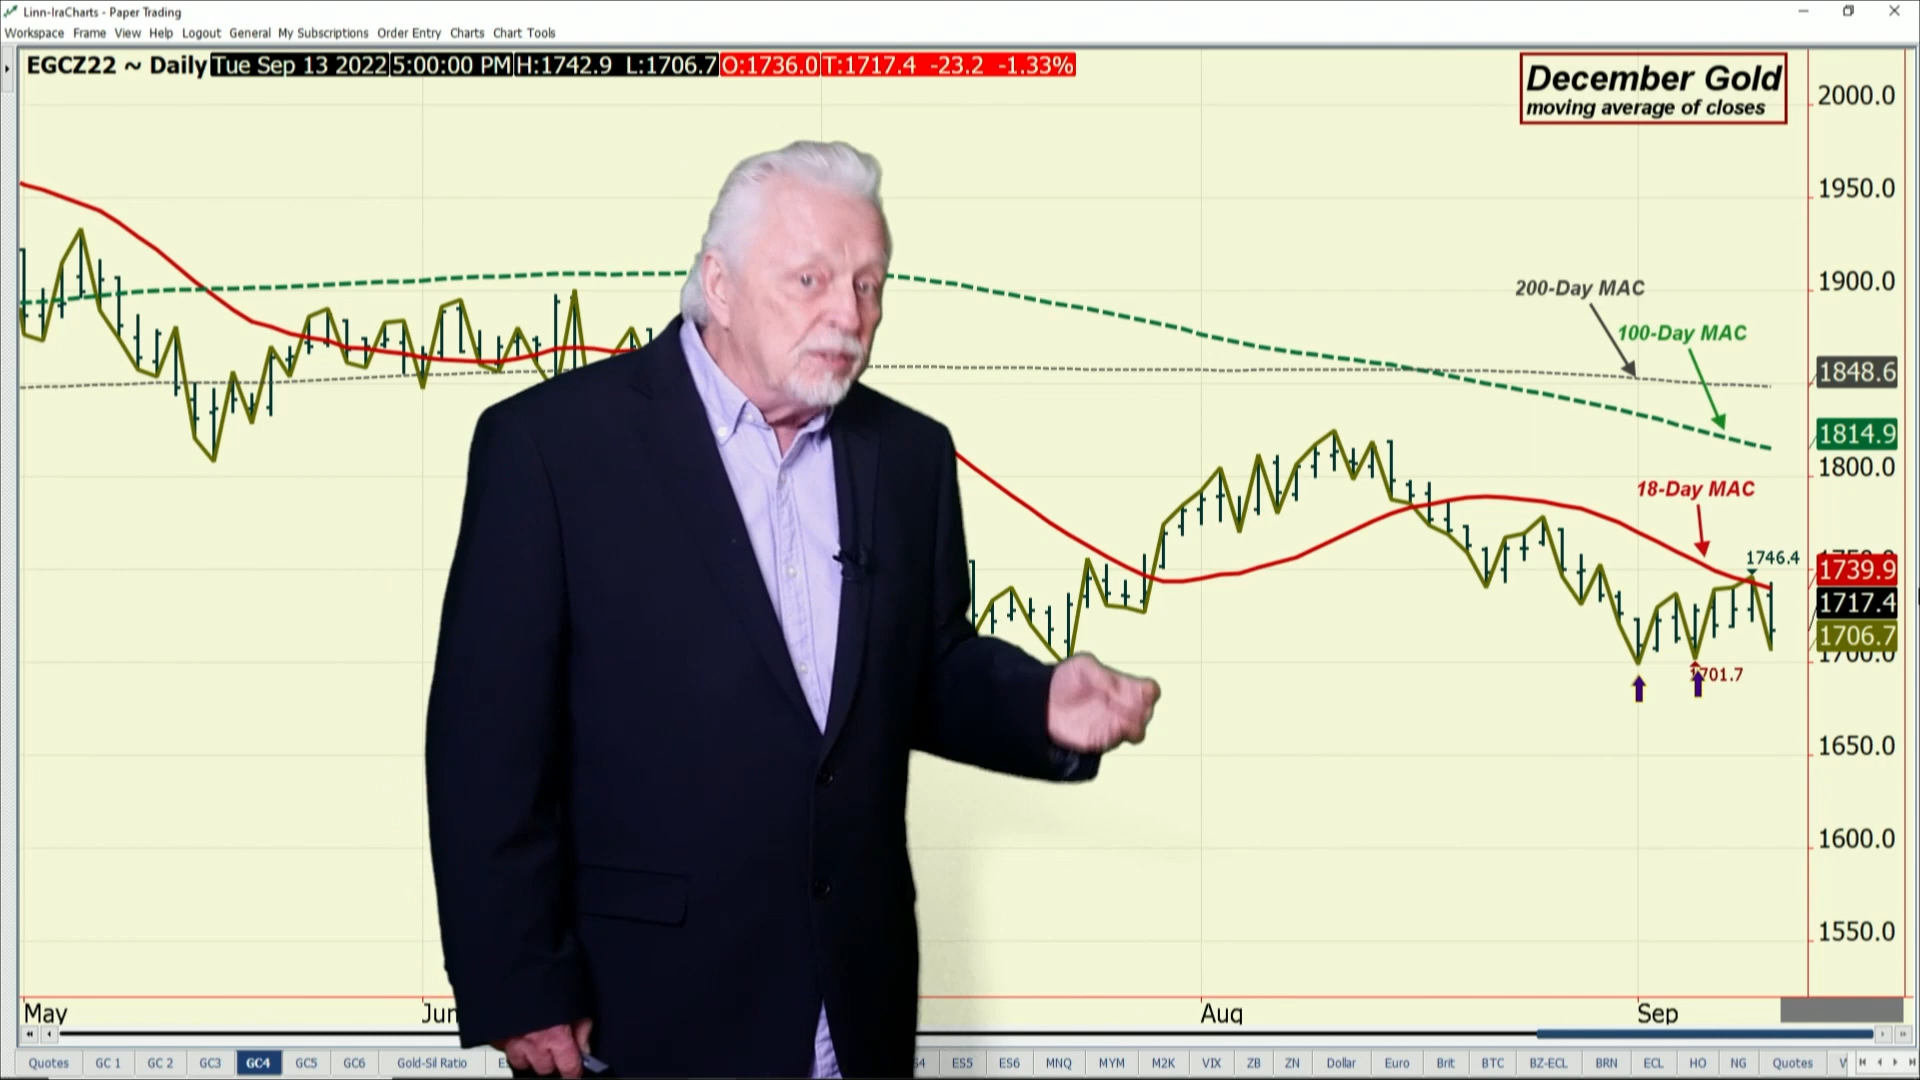 Linn-IraCharts - Paper Trading
Workspace Frame View Help Logout General My Subscriptions Order Entry Charts Chart Tools
EGCZ22 ~ Daily Tue Sep 13 2022 5:00:00 PM H:1742.9 L:1706.7 O:1736.0 T:1717.4 -23.2 -1.33%
December Gold
moving average of closes
2000.0
1950.0
1900.0
200-Day MAC
100-Day MAC
1848.6
1814.9
1800.0
18-Day MAC
1746.4
1739.9
1717.4
1706.7
1700.0
1701.7
1650.0
1600.0
1550.0
May Aug Sep
Quotes GC 1 GC 2 GC3 GC4 GC5 GC6 Gold-Sil Ratio ES5 ES6 MNQ MYM M2K VIX ZB ZN Dollar Euro Brit BTC BZ-ECL BRN ECL HO NG Quotes